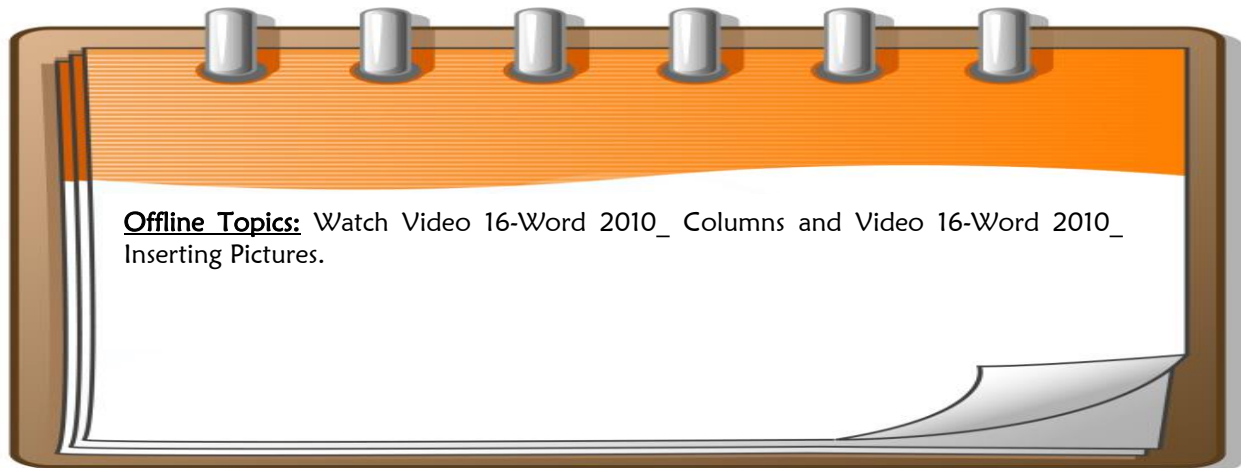 Offline Topics: Watch Video 16-Word 2010_ Columns and Video 16-Word 2010_
Inserting Pictures.